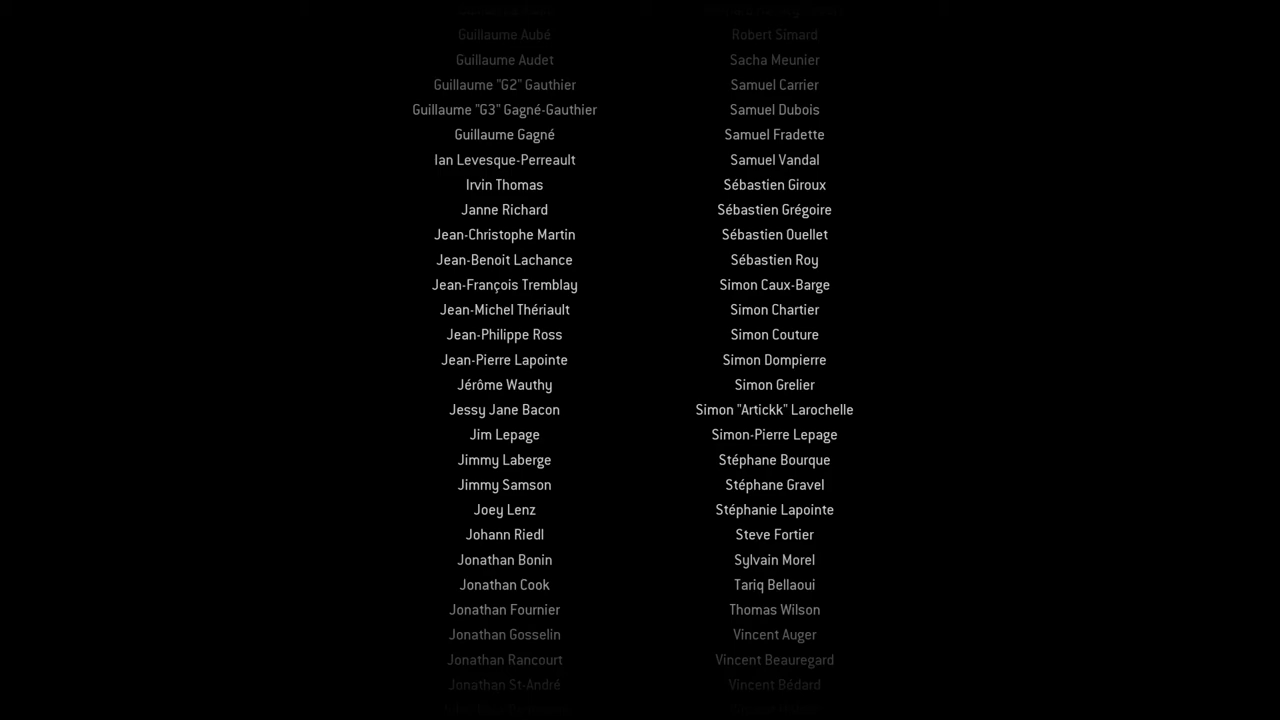 Guillaume Aubé
Guillaume Audet
Guillaume "G2" Gauthier
Guillaume "G3" Gagné-Gauthier
Guillaume Gagné
Ian Levesque-Perreault
Irvin Thomas
Janne Richard
Jean-Christophe Martin
Jean-Benoit Lachance
Jean-François Tremblay
Jean-Michel Thériault
Jean-Philippe Ross
Jean-Pierre Lapointe
Jérôme Wauthy
Jessy Jane Bacon
Jim Lepage
Jimmy Laberge
Jimmy Samson
Joey Lenz
Johann Riedl
Jonathan Bonin
Jonathan Cook
Jonathan Fournier
Jonathan Gosselin
Jonathan Rancourt
Jonathan St-André
Robert Simard
Sacha Meunier
Samuel Carrier
Samuel Dubois
Samuel Fradette
Samuel Vandal
Sébastien Giroux
Sébastien Grégoire
Sébastien Ouellet
Sébastien Roy
Simon Caux-Barge
Simon Chartier
Simon Couture
Simon Dompierre
Simon Grelier
Simon "Artickk" Larochelle
Simon-Pierre Lepage
Stéphane Bourque
Stéphane Gravel
Stéphanie Lapointe
Steve Fortier
Sylvain Morel
Tariq Bellaoui
Thomas Wilson
Vincent Auger
Vincent Beauregard
Vincent Bédard